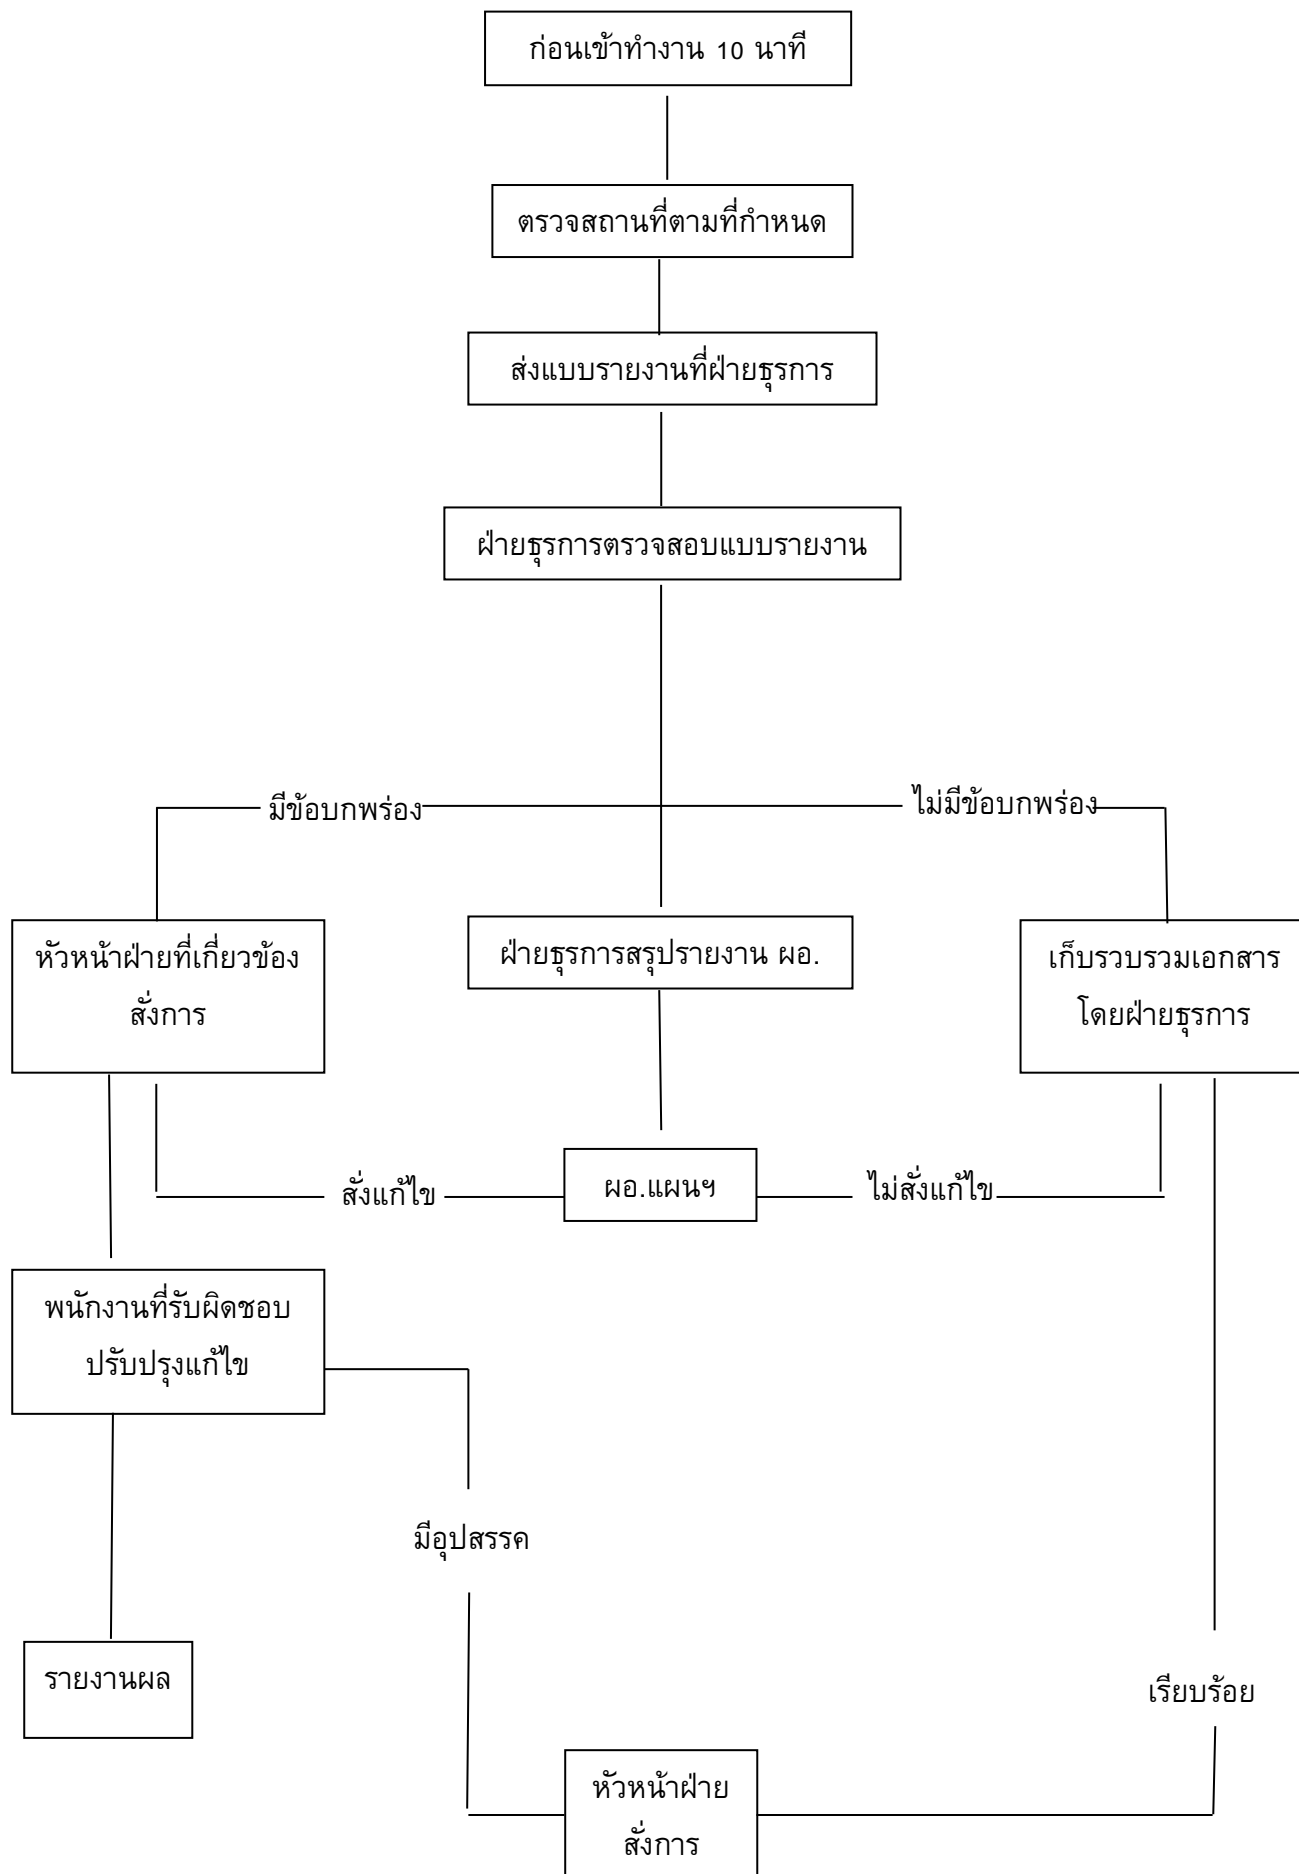 ก่อนเข้าทำงาน 10 นาที
ตรวจสถานที่ตามที่กำหนด
ส่งแบบรายงานที่ฝ่ายธุรการ
ฝ่ายธุรการตรวจสอบแบบรายงาน
มีข้อบกพร่อง
ไม่มีข้อบกพร่อง
หัวหน้าฝ่ายที่เกี่ยวข้อง
สั่งการ
ฝ่ายธุรการสรุปรายงาน ผอ.
เก็บรวบรวมเอกสาร
โดยฝ่ายธุรการ
สั่งแก้ไข
ผอ.แผนฯ
ไม่สั่งแก้ไข
พนักงานที่รับผิดชอบ
ปรับปรุงแก้ไข
มีอุปสรรค
รายงานผล
เรียบร้อย
หัวหน้าฝ่าย
สั่งการ